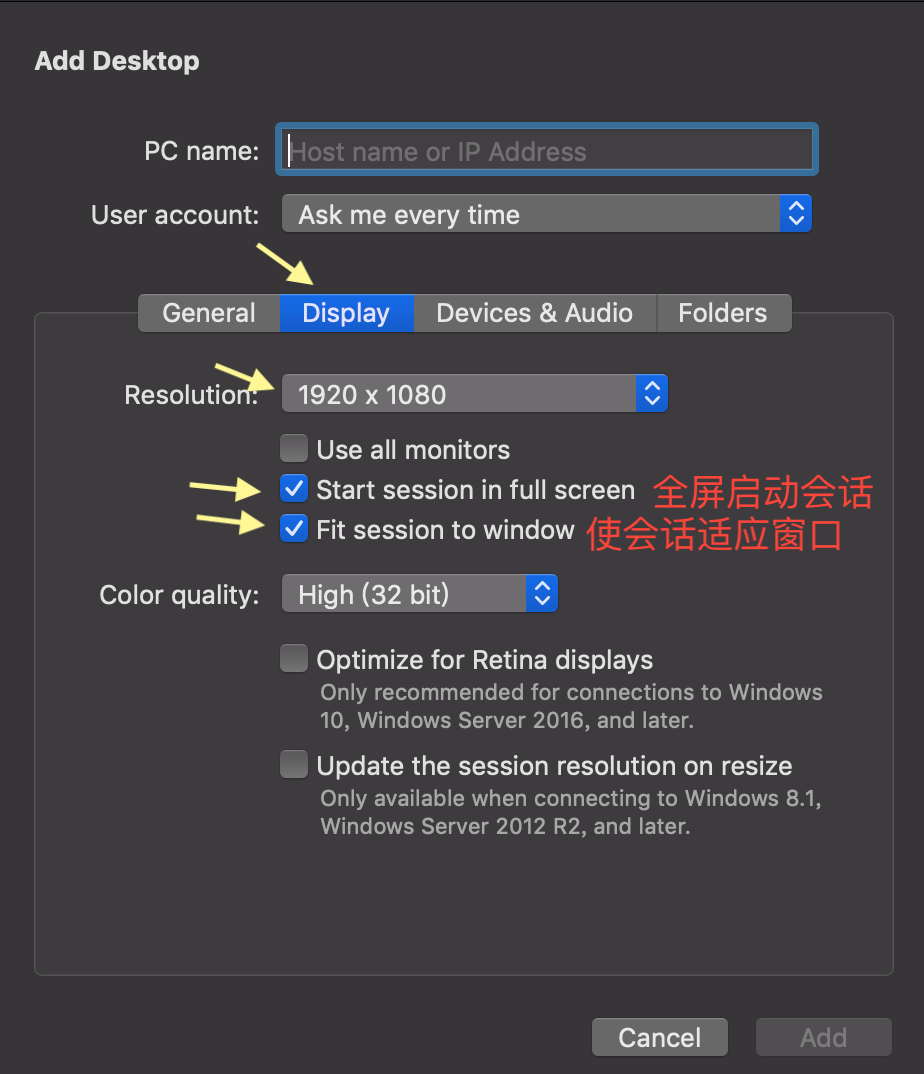 Add Desktop
PC name: Host name or IP Address
User account: Ask me every time
General Display Devices & Audio Folders
Resolution: 1920 x 1080
Use all monitors
Start session in full screen 全屏启动会话
Fit session to window 使会话适应窗口
Color quality: High (32 bit)
Optimize for Retina displays
Only recommended for connections to Windows
10, Windows Server 2016, and later.
Update the session resolution on resize
Only available when connecting to Windows 8.1,
Windows Server 2012 R2, and later.
Cancel Add